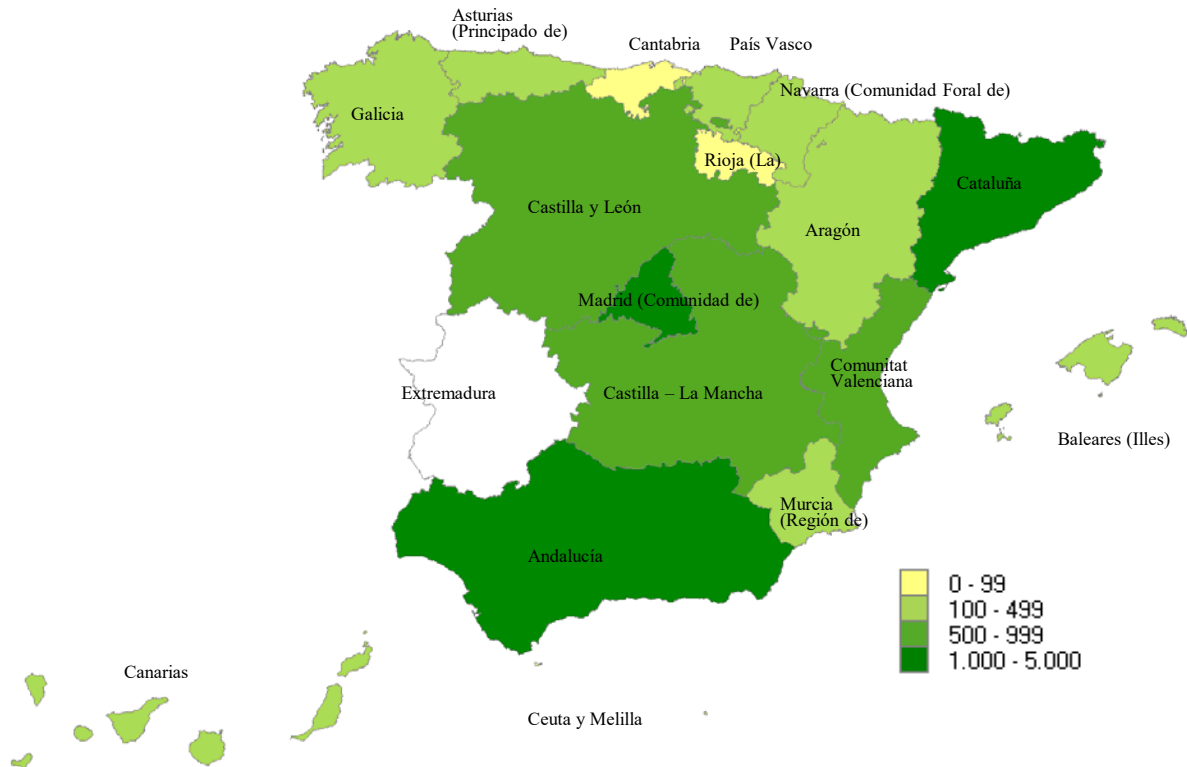 Asturias
(Principado de)
Cantabria
País Vasco
Navarra (Comunidad Foral de)
Galicia
Rioja (La)
Cataluña
Castilla y León
Aragón
Madrid (Comunidad de)
Comunitat
Valenciana
Extremadura
Castilla – La Mancha
Baleares (Illes)
Murcia
(Región de)
Andalucía
0 - 99
100 - 499
500 - 999
1.000 - 5.000
Canarias
Ceuta y Melilla